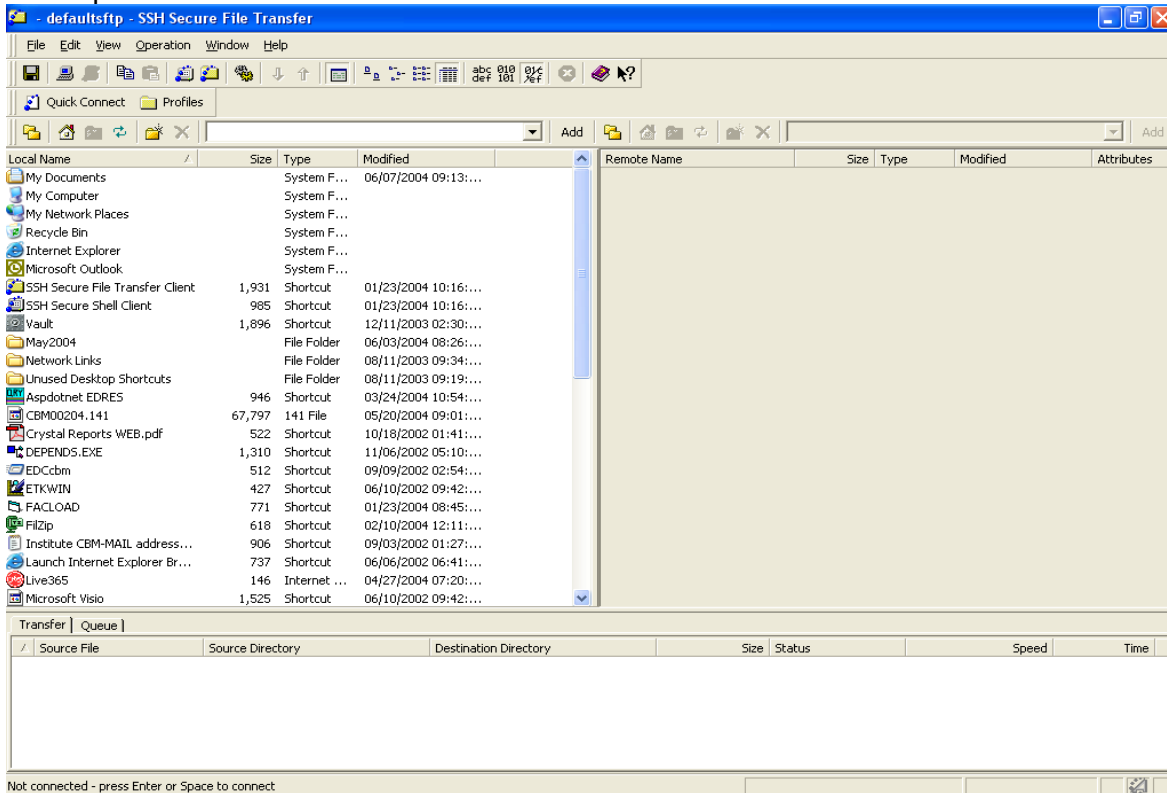 - defaultsftp - SSH Secure File Transfer
File Edit View Operation Window Help
abc def 010 101
Quick Connect Profiles
Add Add
Local Name / Size Type Modified Remote Name Size Type Modified Attributes
My Documents System F... 06/07/2004 09:13:...
My Computer System F...
My Network Places System F...
Recycle Bin System F...
Internet Explorer System F...
Microsoft Outlook System F...
SSH Secure File Transfer Client 1,931 Shortcut 01/23/2004 10:16:...
SSH Secure Shell Client 985 Shortcut 01/23/2004 10:16:...
Vault 1,896 Shortcut 12/11/2003 02:30:...
May2004 File Folder 06/03/2004 08:26:...
Network Links File Folder 08/11/2003 09:34:...
Unused Desktop Shortcuts File Folder 08/11/2003 09:19:...
Aspdotnet EDRES 946 Shortcut 03/24/2004 10:54:...
CBM00204.141 67,797 141 File 05/20/2004 09:01:...
Crystal Reports WEB.pdf 522 Shortcut 10/18/2002 01:41:...
DEPENDS.EXE 1,310 Shortcut 11/06/2002 05:10:...
EDCcbm 512 Shortcut 09/09/2002 02:54:...
ETKWIN 427 Shortcut 06/10/2002 09:42:...
FACLOAD 771 Shortcut 01/23/2004 08:45:...
FilZip 618 Shortcut 02/10/2004 12:11:...
Institute CBM-MAIL address... 906 Shortcut 09/03/2002 01:27:...
Launch Internet Explorer Br... 737 Shortcut 06/06/2002 06:41:...
Live365 146 Internet ... 04/27/2004 07:20:...
Microsoft Visio 1,525 Shortcut 06/10/2002 09:42:...
Transfer Queue
/ Source File Source Directory Destination Directory Size Status Speed Time
Not connected - press Enter or Space to connect